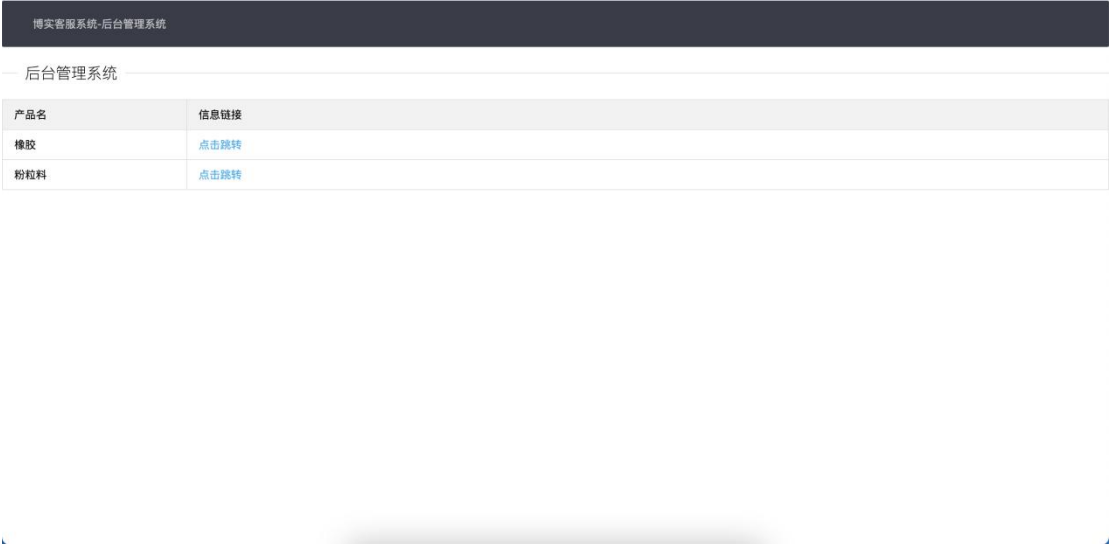 博实客服系统-后台管理系统
后台管理系统
产品名 信息链接
橡胶 点击跳转
粉粒料 点击跳转